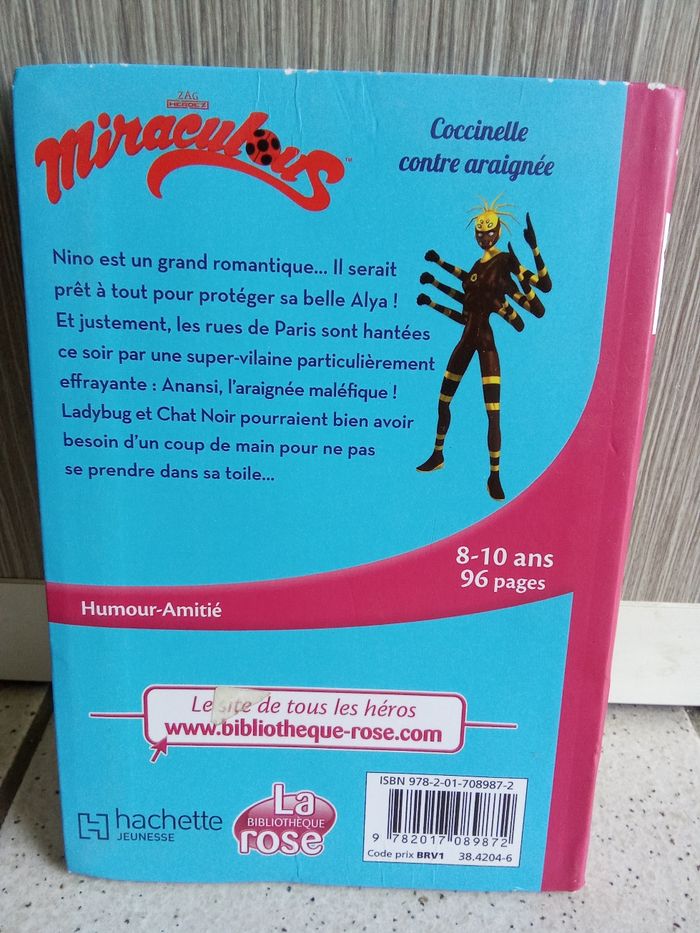 ZAG
HEROEZ
Miraculous™
Coccinelle
contre araignée
Nino est un grand romantique... Il serait
prêt à tout pour protéger sa belle Alya !
Et justement, les rues de Paris sont hantées
ce soir par une super-vilaine particulièrement
effrayante : Anansi, l'araignée maléfique !
Ladybug et Chat Noir pourraient bien avoir
besoin d'un coup de main pour ne pas
se prendre dans sa toile...
8-10 ans
96 pages
Humour-Amitié
Le site de tous les héros
www.bibliotheque-rose.com
hachette
JEUNESSE
La
BIBLIOTHÈQUE
rose
ISBN 978-2-01-708987-2
9 782017 089872
Code prix BRV1 38.4204-6